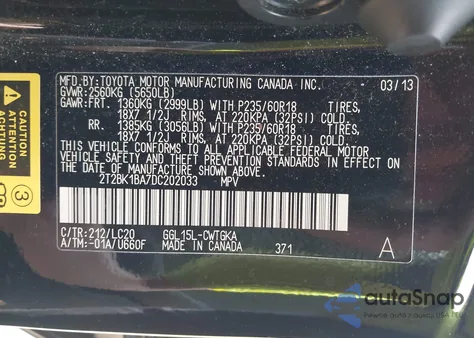 MFD.BY:TOYOTA MOTOR MANUFACTURING CANADA INC. 03/13
GVWR:2560KG (5650LB)
GAWR:FRT. 1360KG (2999LB) WITH P235/60R18 TIRES,
18X7 1/2J RIMS, AT 220KPA (32PSI) COLD.
RR. 1385KG (3056LB) WITH P235/60R18 TIRES,
18X7 1/2J RIMS, AT 220KPA (32PSI) COLD.
THIS VEHICLE CONFORMS TO ALL APPLICABLE FEDERAL MOTOR
VEHICLE SAFETY AND THEFT PREVENTION STANDARDS IN EFFECT
ON THE DATE OF MANUFACTURE SHOWN ABOVE.
2T2BK1BA7DC202033 MPV
C/TR:212/LC20 GGL15L-CWTGKA
A/TM:-01A/U660F MADE IN CANADA 371 A
CAUTION
ATTENTION
3
autoSnap